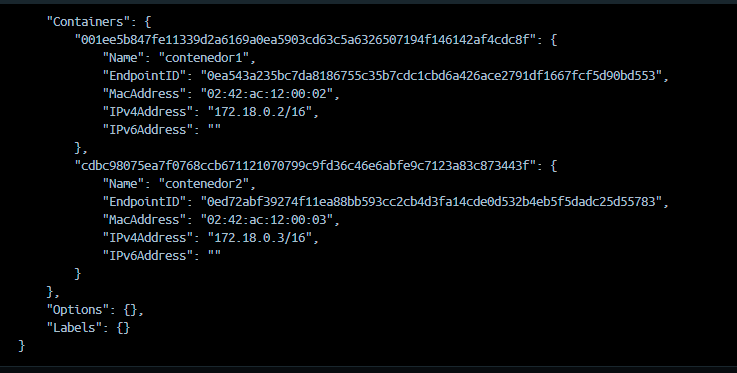 "Containers": {
"001ee5b847fe11339d2a6169a0ea5903cd63c5a6326507194f146142af4cdc8f": {
"Name": "contenedor1",
"EndpointID": "0ea543a235bc7da8186755c35b7cdc1cbd6a426ace2791df1667fcf5d90bd553",
"MacAddress": "02:42:ac:12:00:02",
"IPv4Address": "172.18.0.2/16",
"IPv6Address": ""
},
"cdbc98075ea7f0768ccb671121070799c9fd36c46e6abfe9c7123a83c873443f": {
"Name": "contenedor2",
"EndpointID": "0ed72abf39274f11ea88bb593cc2cb4d3fa14cde0d532b4eb5f5dadc25d55783",
"MacAddress": "02:42:ac:12:00:03",
"IPv4Address": "172.18.0.3/16",
"IPv6Address": ""
}
},
"Options": {},
"Labels": {}
}